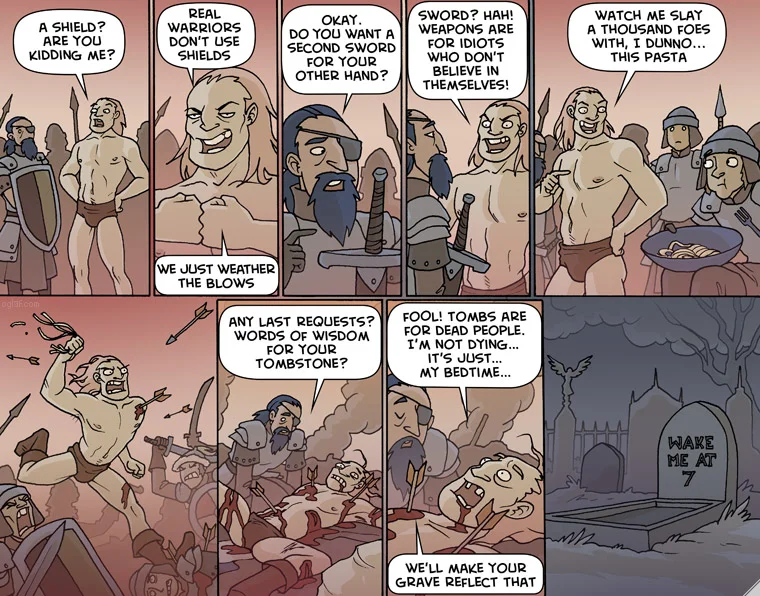 A SHIELD?
ARE YOU
KIDDING ME?
REAL
WARRIORS
DON'T USE
SHIELDS
WE JUST WEATHER
THE BLOWS
OKAY.
DO YOU WANT A
SECOND SWORD
FOR YOUR
OTHER HAND?
SWORD? HAH!
WEAPONS ARE
FOR IDIOTS
WHO DON'T
BELIEVE IN
THEMSELVES!
WATCH ME SLAY
A THOUSAND FOES
WITH, I DUNNO...
THIS PASTA
ANY LAST REQUESTS?
WORDS OF WISDOM
FOR YOUR
TOMBSTONE?
FOOL! TOMBS ARE
FOR DEAD PEOPLE.
I'M NOT DYING...
IT'S JUST...
MY BEDTIME...
WE'LL MAKE YOUR
GRAVE REFLECT THAT
WAKE
ME AT
7